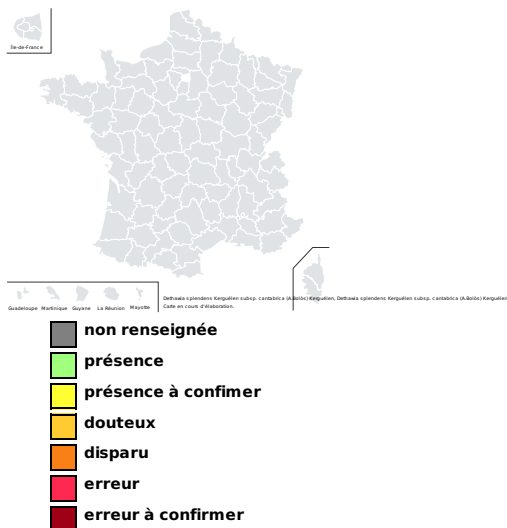 Île-de-France
Guadeloupe Martinique Guyane La Réunion Mayotte
Dethawia splendens Kerguélen subsp. cantabrica (A.Bolòs) Kerguélen, Dethawia splendens Kerguélen subsp. cantabrica (A.Bolòs) Kerguélen
Carte en cours d'élaboration.
non renseignée
présence
présence à confimer
douteux
disparu
erreur
erreur à confirmer